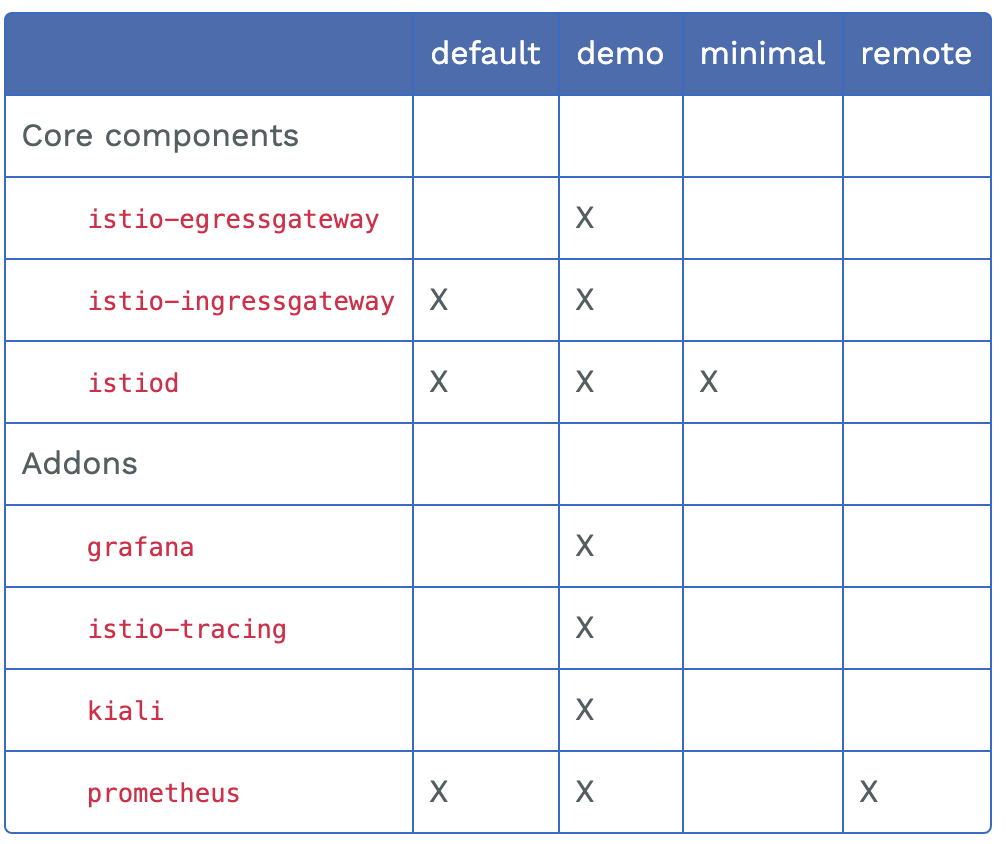 default demo minimal remote
Core components
istio-egressgateway X
istio-ingressgateway X X
istiod X X X
Addons
grafana X
istio-tracing X
kiali X
prometheus X X X